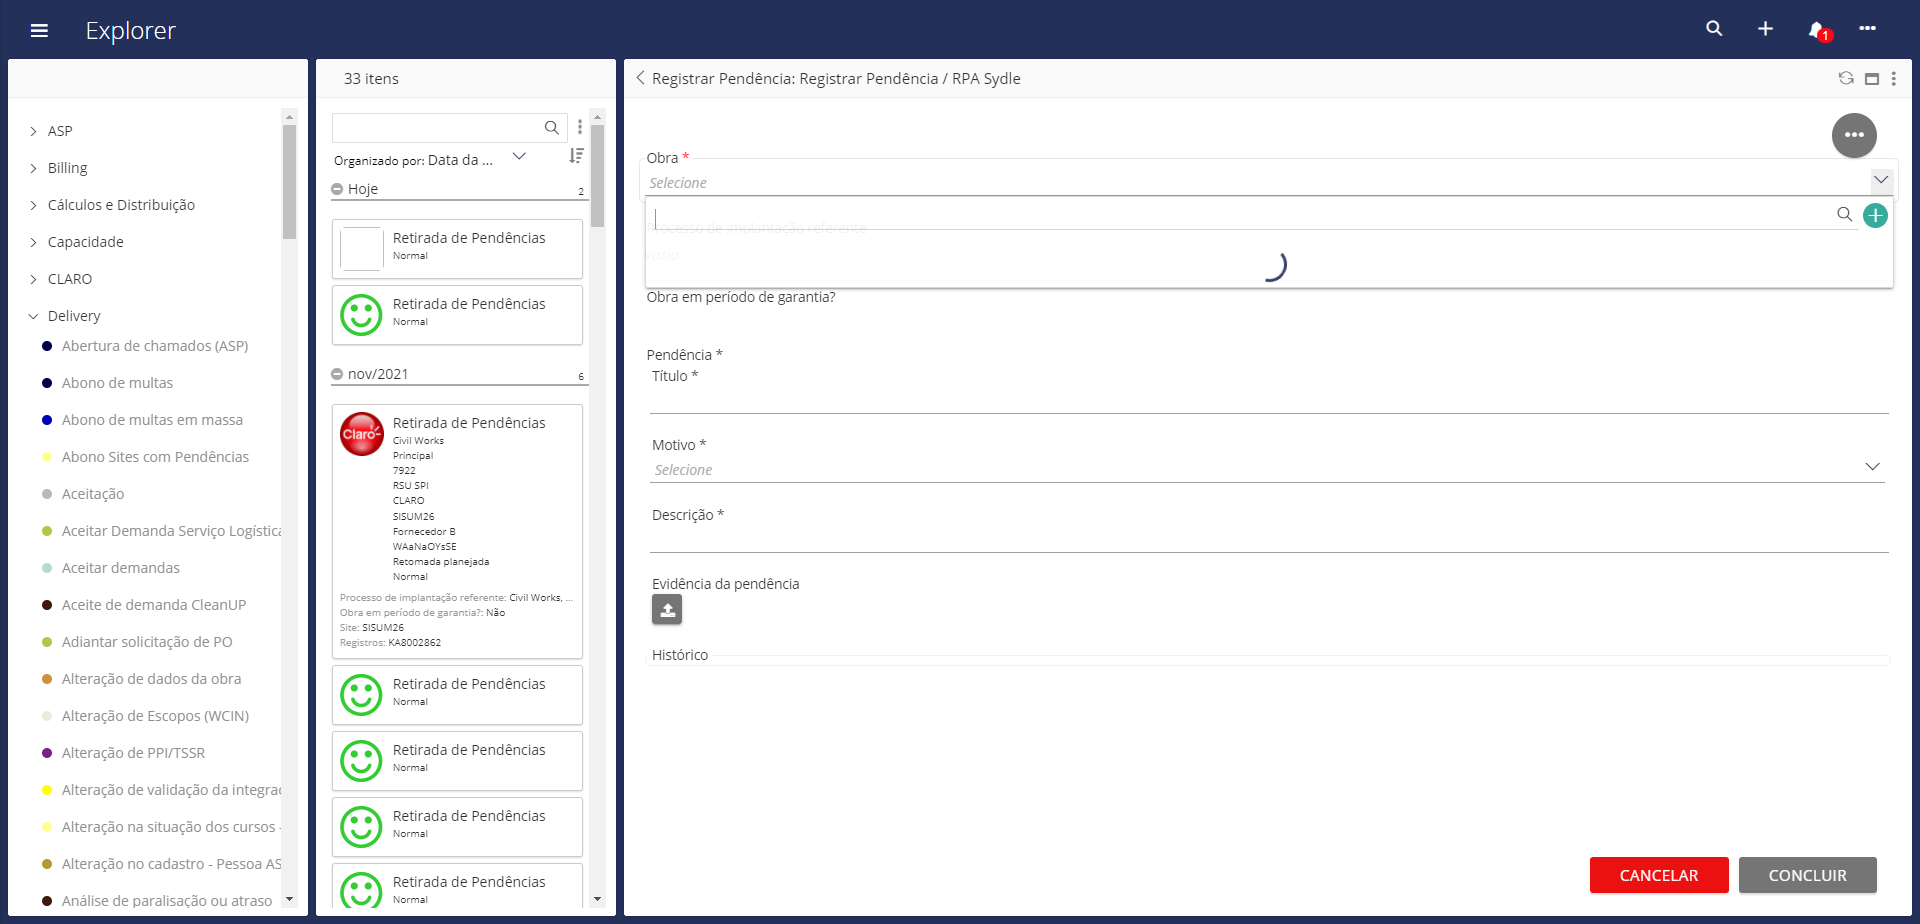 Explorer
1
ASP
Billing
Cálculos e Distribuição
Capacidade
CLARO
Delivery
Abertura de chamados (ASP)
Abono de multas
Abono de multas em massa
Abono Sites com Pendências
Aceitação
Aceitar Demanda Serviço Logística
Aceitar demandas
Aceite de demanda CleanUP
Adiantar solicitação de PO
Alteração de dados da obra
Alteração de Escopos (WCIN)
Alteração de PPI/TSSR
Alteração de validação da integraç
Alteração na situação dos cursos -
Alteração no cadastro - Pessoa AS
Análise de paralisação ou atraso
33 itens
Organizado por: Data da ...
Hoje
2
Retirada de Pendências
Normal
Retirada de Pendências
Normal
nov/2021
6
Claro
Retirada de Pendências
Civil Works
Principal
7922
RSU SPI
CLARO
SISUM26
Fornecedor B
WAaNaOYsSE
Retomada planejada
Normal
Processo de implantação referente: Civil Works, ...
Obra em período de garantia?: Não
Site: SISUM26
Registros: KA8002862
Retirada de Pendências
Normal
Retirada de Pendências
Normal
Retirada de Pendências
Normal
Retirada de Pendências
Normal
Registrar Pendência: Registrar Pendência / RPA Sydle
Obra *
Selecione
Processo de implantação referente
vazio
Obra em período de garantia?
Pendência *
Título *
Motivo *
Selecione
Descrição *
Evidência da pendência
Histórico
CANCELAR
CONCLUIR